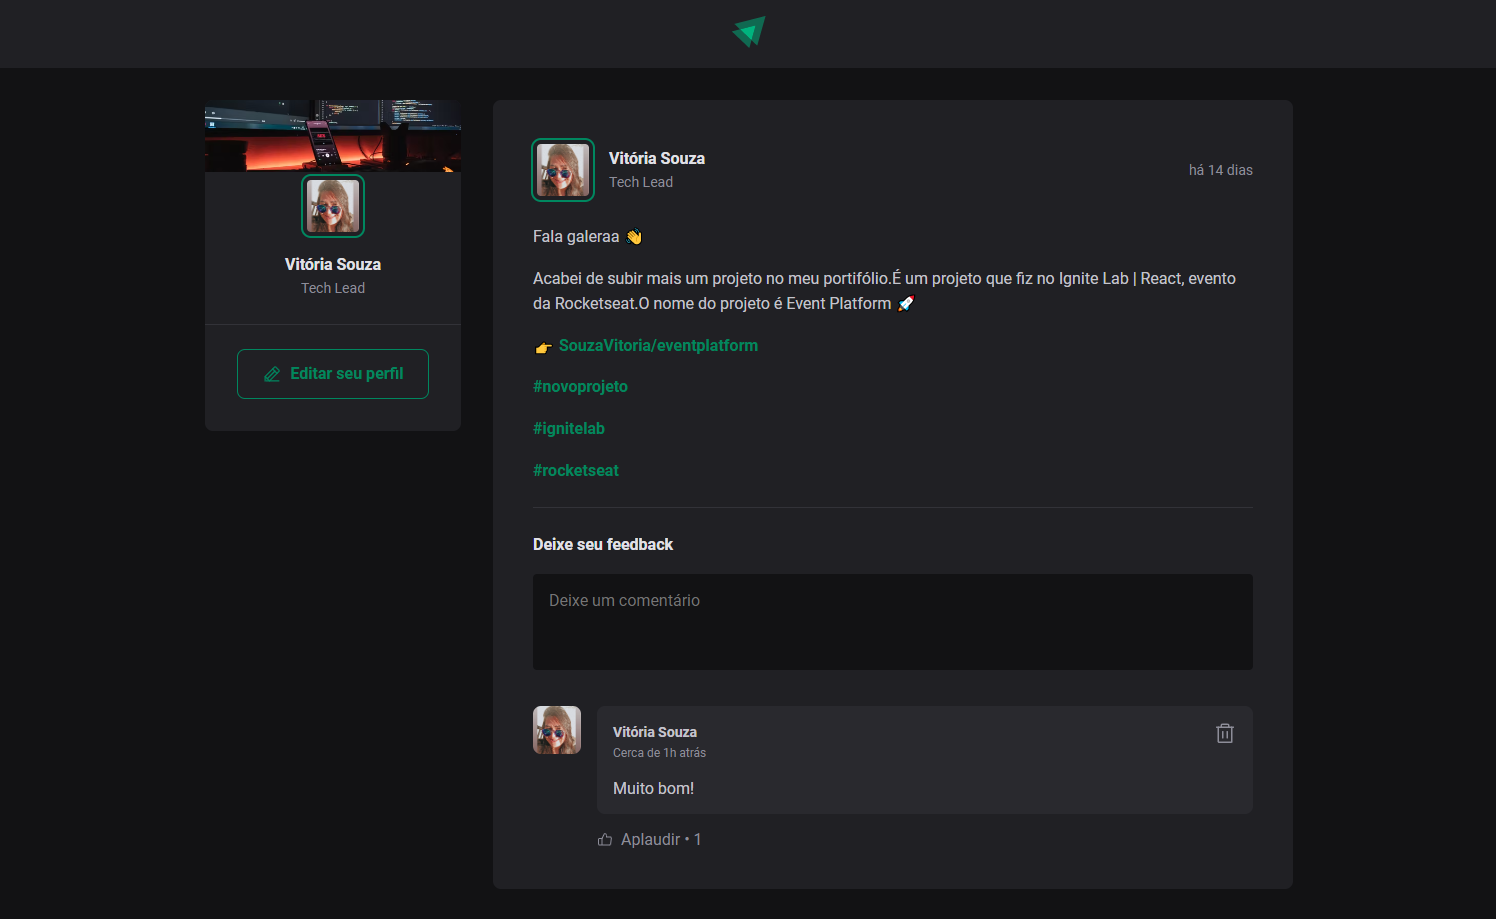 Vitória Souza
Tech Lead
Editar seu perfil
Vitória Souza
Tech Lead
há 14 dias
Fala galeraa 👋
Acabei de subir mais um projeto no meu portifólio.É um projeto que fiz no Ignite Lab | React, evento
da Rocketseat.O nome do projeto é Event Platform 🚀
👉 SouzaVitoria/eventplatform
#novoprojeto
#ignitelab
#rocketseat
Deixe seu feedback
Deixe um comentário
Vitória Souza
Cerca de 1h atrás
Muito bom!
Aplaudir • 1